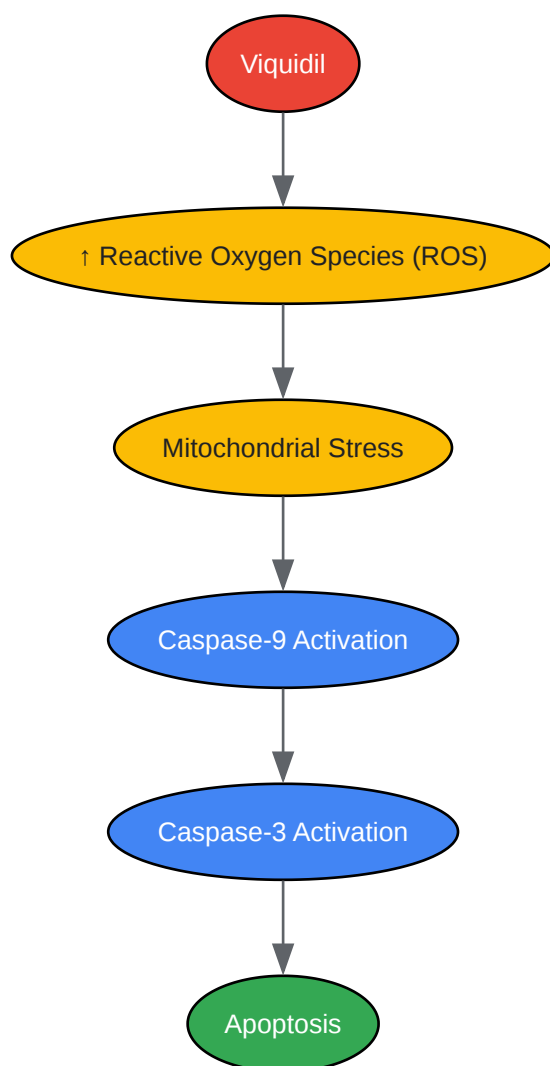 Viquidil
↑ Reactive Oxygen Species (ROS)
Mitochondrial Stress
Caspase-9 Activation
Caspase-3 Activation
Apoptosis